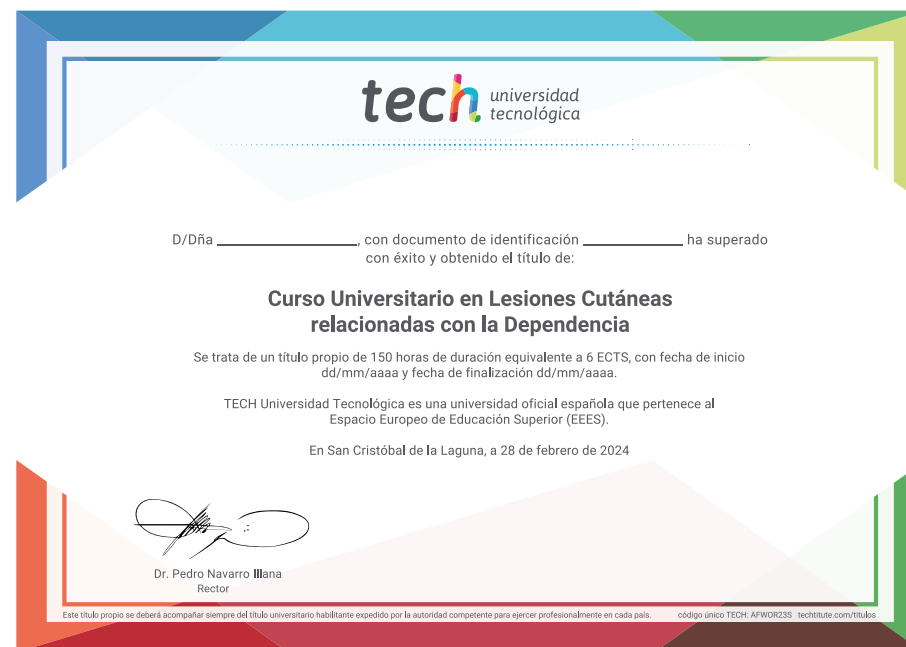 tech universidad
tecnológica
D/Dña ____________________, con documento de identificación ______________ ha superado
con éxito y obtenido el título de:
Curso Universitario en Lesiones Cutáneas
relacionadas con la Dependencia
Se trata de un título propio de 150 horas de duración equivalente a 6 ECTS, con fecha de inicio
dd/mm/aaaa y fecha de finalización dd/mm/aaaa.
TECH Universidad Tecnológica es una universidad oficial española que pertenece al
Espacio Europeo de Educación Superior (EEES).
En San Cristóbal de la Laguna, a 28 de febrero de 2024
Dr. Pedro Navarro Illana
Rector
Este título propio se deberá acompañar siempre del título universitario habilitante expedido por la autoridad competente para ejercer profesionalmente en cada país. código único TECH: AFWOR23S techtitute.com/titulos